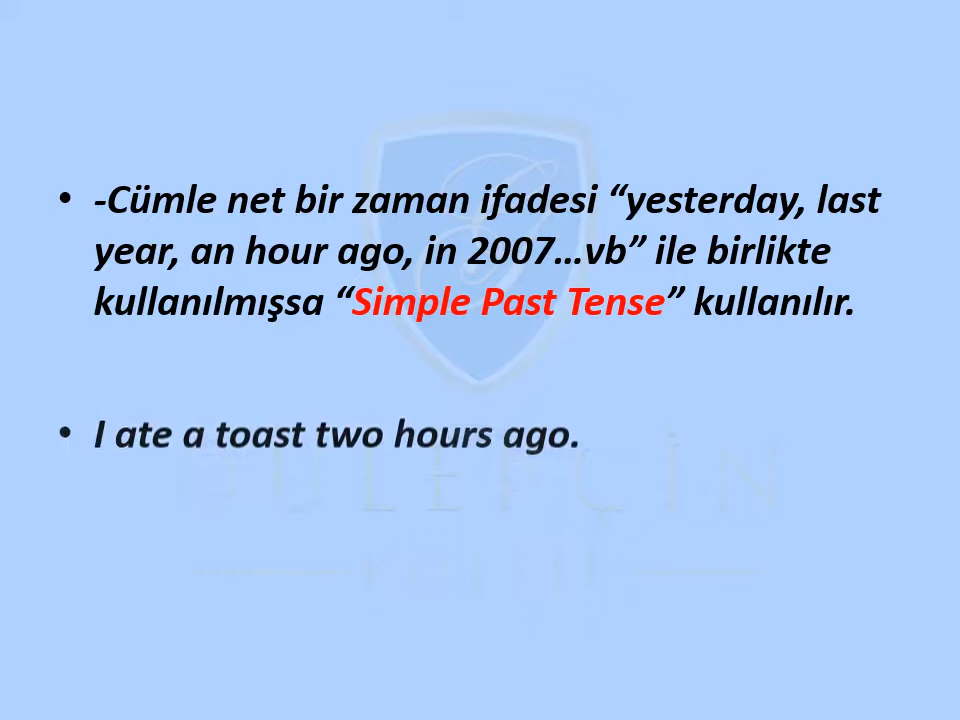 • -Cümle net bir zaman ifadesi “yesterday, last
year, an hour ago, in 2007…vb” ile birlikte
kullanılmışsa “Simple Past Tense” kullanılır.
• I ate a toast two hours ago.